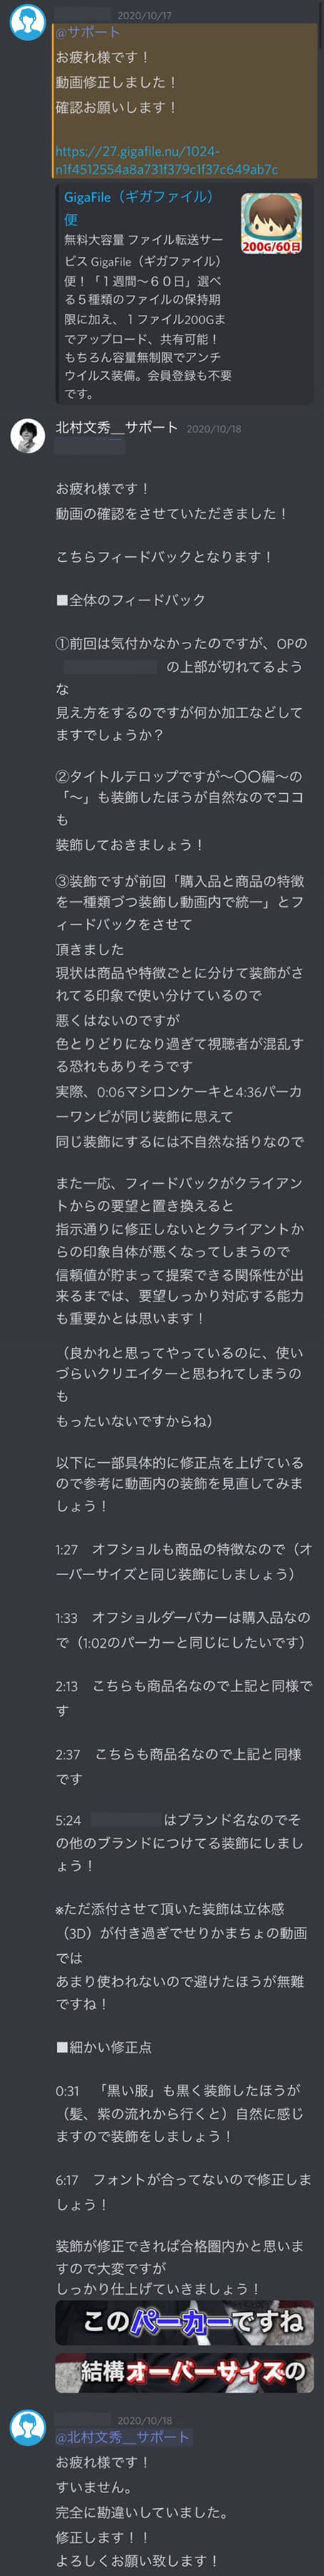 2020/10/17
@サポート
お疲れ様です！
動画修正しました！
確認お願いします！
https://27.gigafile.nu/1024-
n1f4512554a8a731f379c1f37c649ab7c
GigaFile（ギガファイル）
便
無料大容量 ファイル転送サー
ビス GigaFile（ギガファイル）
便！「１週間～６０日」選べ
る５種類のファイルの保持期
限に加え、１ファイル200Gま
でアップロード、共有可能！
もちろん容量無制限でアンチ
ウイルス装備。会員登録も不要
です。
200G/60日
北村文秀__サポート 2020/10/18
お疲れ様です！
動画の確認をさせていただきました！
こちらフィードバックとなります！
■全体のフィードバック
①前回は気付かなかったのですが、OPの
の上部が切れてるよう
な
見え方をするのですが何か加工などして
ますでしょうか？
②タイトルテロップですが～〇〇編～の
「～」も装飾したほうが自然なのでココ
も
装飾しておきましょう！
③装飾ですが前回「購入品と商品の特徴
を一種類づつ装飾し動画内で統一」とフ
ィードバックをさせて
頂きました
現状は商品や特徴ごとに分けて装飾がさ
れてる印象で使い分けているので
悪くはないのですが
色とりどりになり過ぎて視聴者が混乱す
る恐れもありそうです
実際、0:06マシロンケーキと4:36パーカ
ーワンピが同じ装飾に思えて
同じ装飾にするには不自然な括りなので
また一応、フィードバックがクライアン
トからの要望と置き換えると
指示通りに修正しないとクライアントか
らの印象自体が悪くなってしまうので
信頼値が貯まって提案できる関係性が出
来るまでは、要望しっかり対応する能力
も重要かとは思います！
（良かれと思ってやっているのに、使い
づらいクリエイターと思われてしまうの
も
もったいないですからね）
以下に一部具体的に修正点を上げている
ので参考に動画内の装飾を見直してみま
しょう！
1:27　オフショルも商品の特徴なので（オ
ーバーサイズと同じ装飾にしましょう）
1:33　オフショルダーパカーは購入品なの
で（1:02のパーカーと同じにしたいです）
2:13　こちらも商品名なので上記と同様で
す
2:37　こちらも商品名なので上記と同様
です
5:24 はブランド名なのでそ
の他のブランドにつけてる装飾にしまし
ょう！
※ただ添付させて頂いた装飾は立体感
（3D）が付き過ぎでせりかまちょの動画
では
あまり使われないので避けたほうが無難
ですね！
■細かい修正点
0:31　「黒い服」も黒く装飾したほうが
（髪、紫の流れから行くと）自然に感じ
ますので装飾をしましょう！
6:17　フォントが合ってないので修正しま
しょう！
装飾が修正できれば合格圏内かと思いま
すので大変ですが
しっかり仕上げていきましょう！
このパーカーですね
結構オーバーサイズの
2020/10/18
@北村文秀__サポート
お疲れ様です！
すいません。
完全に勘違いしていました。
修正します！！
よろしくお願い致します！